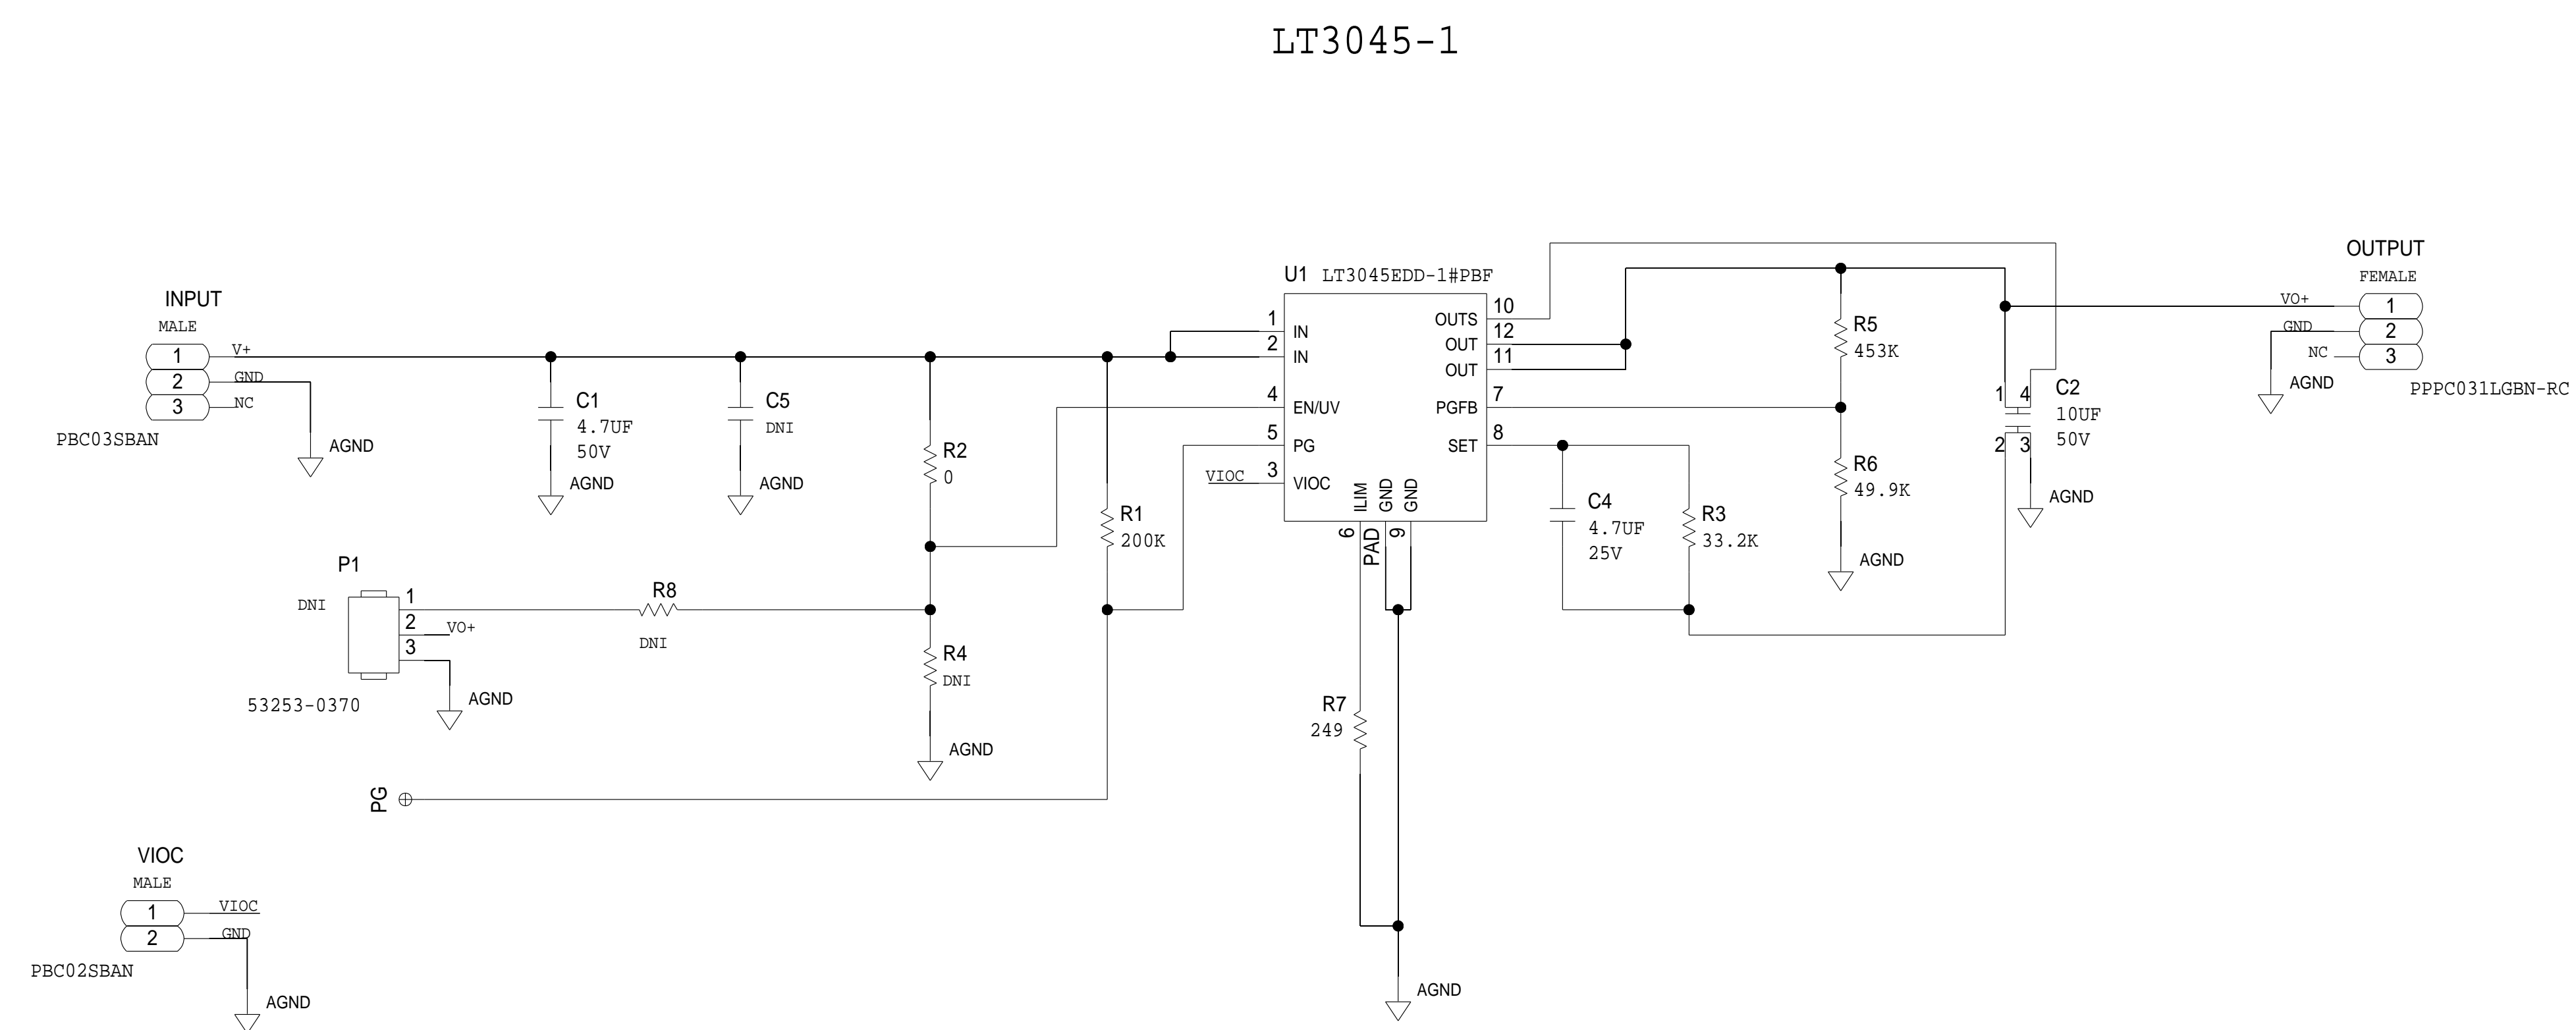 LT3045-1
INPUT
MALE
1 V+
2 GND
3 NC
PBC03SBAN
AGND
C1
4.7UF
50V
AGND
C5
DNI
AGND
R2
0
R1
200K
U1 LT3045EDD-1#PBF
1 IN
2 IN
4 EN/UV
5 PG
VIOC 3 VIOC
OUTS 10
OUT 12
OUT 11
PGFB 7
SET 8
ILIM GND GND
6 PAD 9
R5
453K
R6
49.9K
AGND
C4
4.7UF
25V
R3
33.2K
1 4 C2
10UF
50V
2 3
AGND
OUTPUT
FEMALE
VO+ 1
GND 2
NC 3
AGND
PPPC031LGBN-RC
P1
DNI
1
2 VO+
3
AGND
53253-0370
R8
DNI
R4
DNI
AGND
R7
249
AGND
PG
VIOC
MALE
1 VIOC
2 GND
PBC02SBAN
AGND